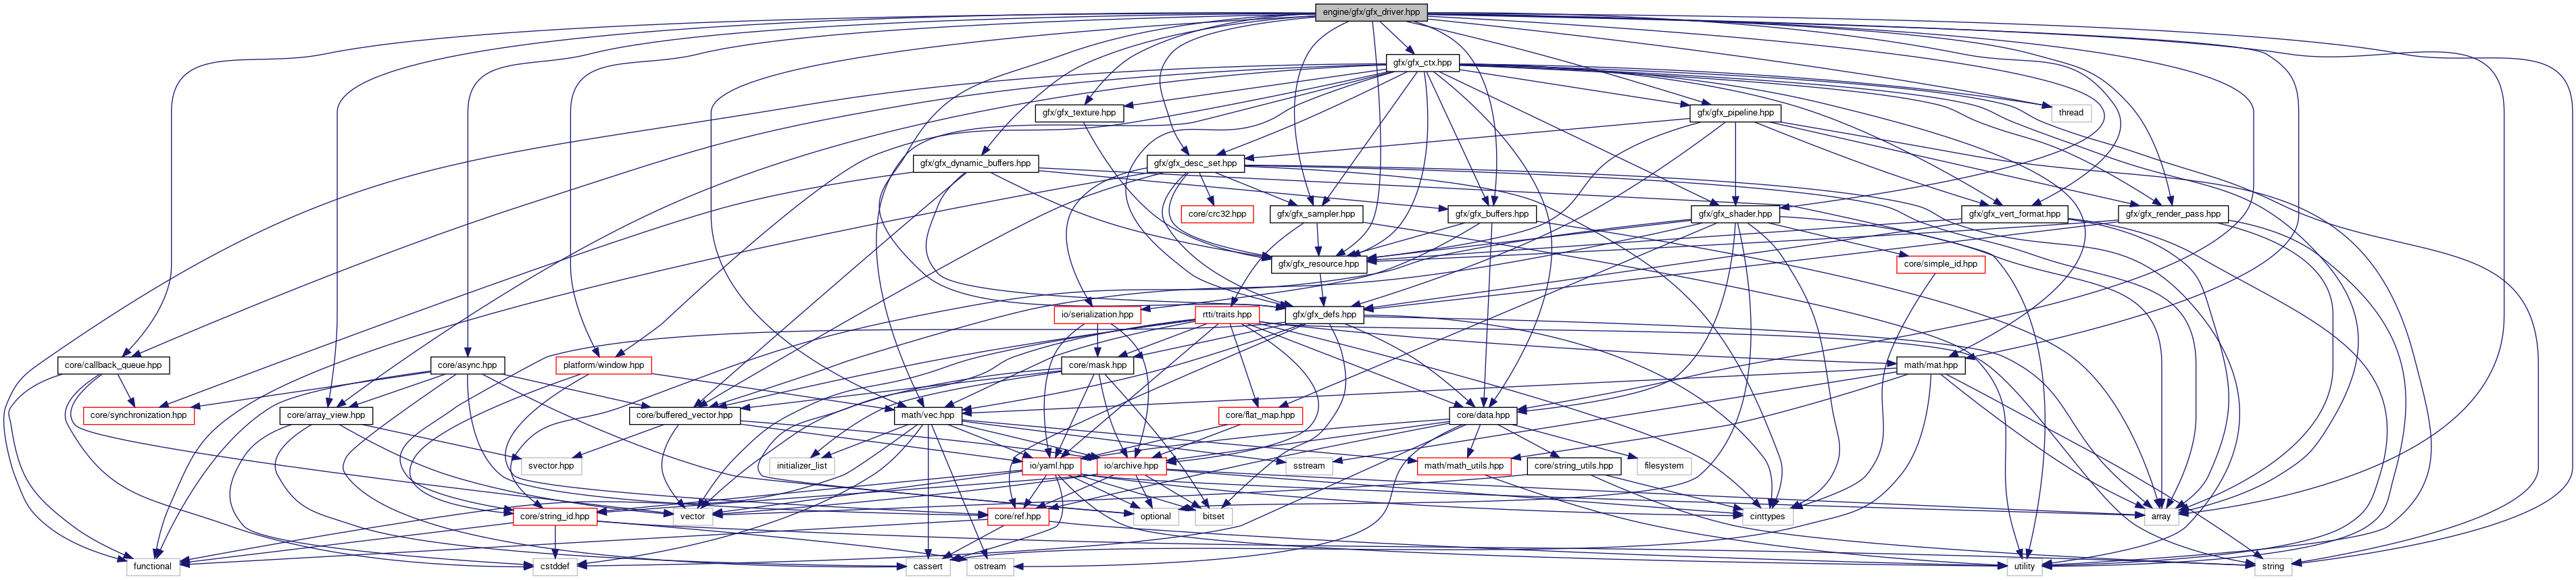 engine/gfx/gfx_driver.hpp
gfx/gfx_ctx.hpp
gfx/gfx_texture.hpp
gfx/gfx_pipeline.hpp
thread
gfx/gfx_dynamic_buffers.hpp
gfx/gfx_desc_set.hpp
core/crc32.hpp
gfx/gfx_sampler.hpp
gfx/gfx_buffers.hpp
gfx/gfx_shader.hpp
gfx/gfx_vert_format.hpp
gfx/gfx_render_pass.hpp
gfx/gfx_resource.hpp
core/simple_id.hpp
io/serialization.hpp
rtti/traits.hpp
gfx/gfx_defs.hpp
core/callback_queue.hpp
core/async.hpp
platform/window.hpp
core/mask.hpp
math/mat.hpp
core/synchronization.hpp
core/array_view.hpp
core/buffered_vector.hpp
math/vec.hpp
core/flat_map.hpp
core/data.hpp
svector.hpp
initializer_list
io/yaml.hpp
io/archive.hpp
sstream
math/math_utils.hpp
core/string_utils.hpp
filesystem
core/string_id.hpp
vector
core/ref.hpp
optional
bitset
cinttypes
array
functional
cstddef
cassert
ostream
utility
string